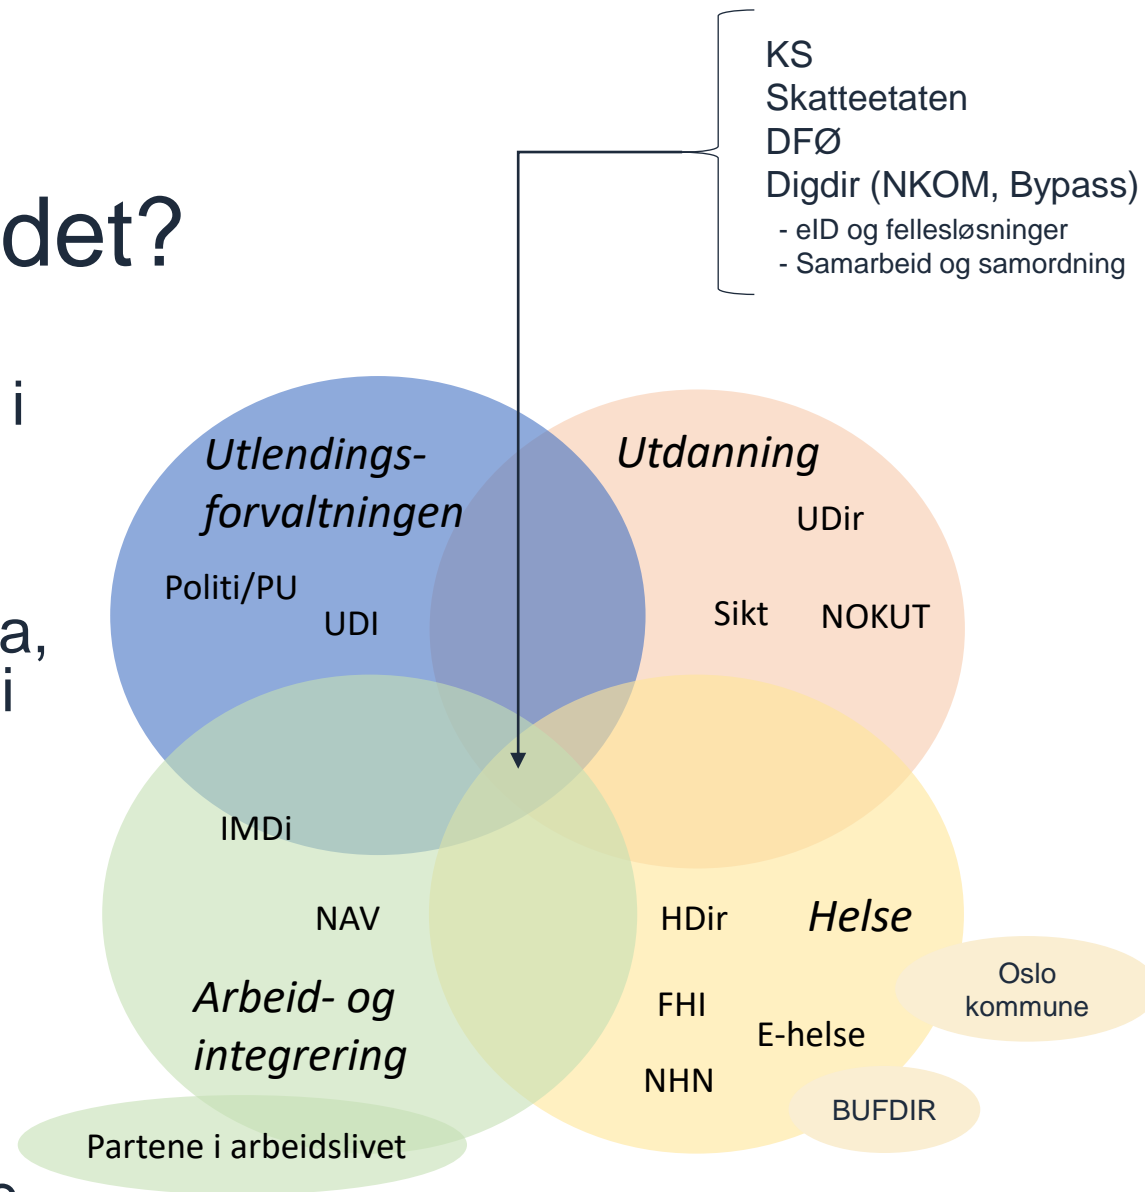 KS
Skatteetaten
DFØ
Digdir (NKOM, Bypass)
- eID og fellesløsninger
- Samarbeid og samordning
det?
i
a,
i
Utlendings-
forvaltningen
Politi/PU
UDI
Utdanning
UDir
Sikt
NOKUT
IMDi
NAV
Arbeid- og
integrering
Partene i arbeidslivet
HDir
Helse
FHI
E-helse
NHN
Oslo
kommune
BUFDIR